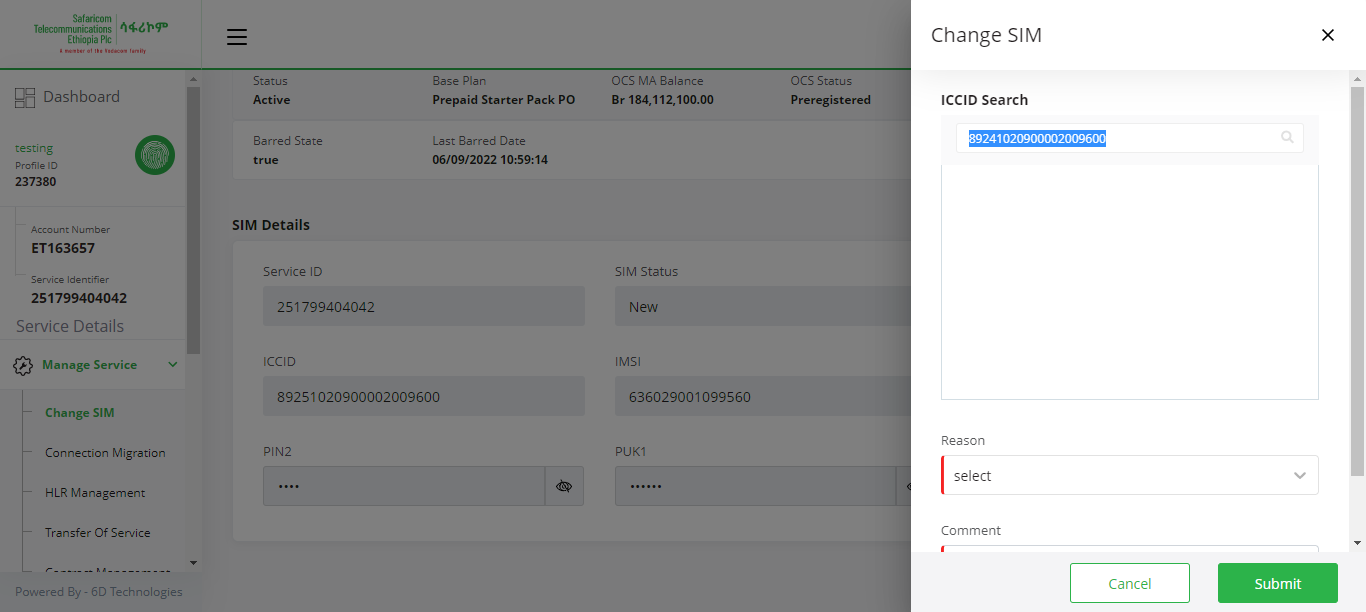 Safaricom
Telecommunications
Ethiopia Plc
ሳፋሪኮም
A member of the Vodacom family
Dashboard
testing
Profile ID
237380
Account Number
ET163657
Service Identifier
251799404042
Service Details
Manage Service
Change SIM
Connection Migration
HLR Management
Transfer Of Service
Contract Management
Powered By - 6D Technologies
Status
Active
Base Plan
Prepaid Starter Pack PO
OCS MA Balance
Br 184,112,100.00
OCS Status
Preregistered
Barred State
true
Last Barred Date
06/09/2022 10:59:14
SIM Details
Service ID
251799404042
SIM Status
New
ICCID
89251020900002009600
IMSI
636029001099560
PIN2
••••
PUK1
••••••
Change SIM
ICCID Search
89241020900002009600
Reason
select
Comment
Cancel
Submit